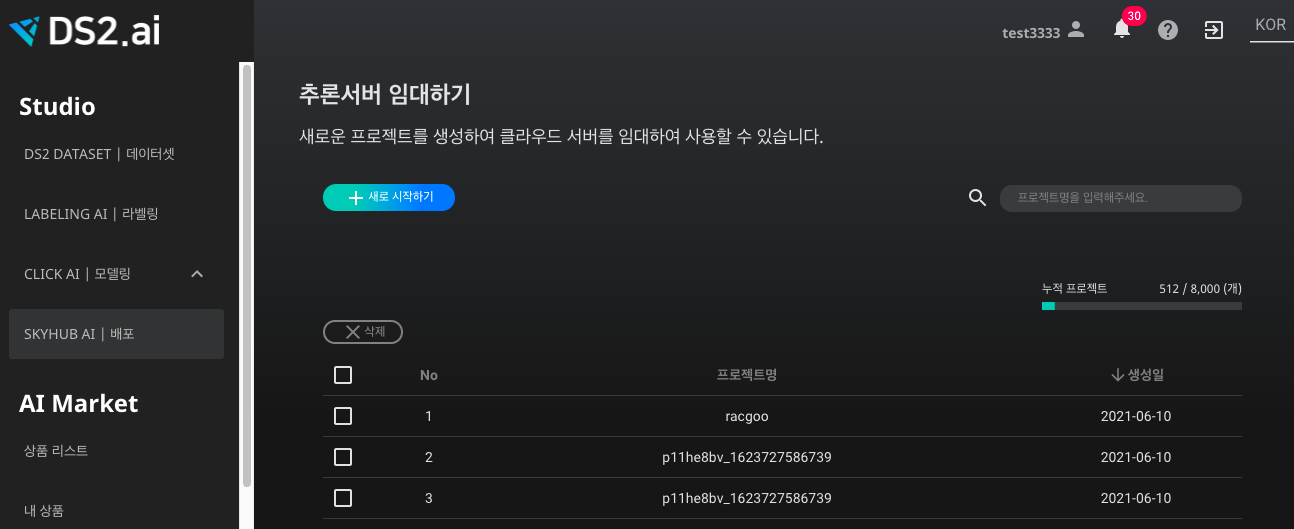 DS2.ai
test3333
30
KOR
Studio
DS2 DATASET | 데이터셋
LABELING AI | 라벨링
CLICK AI | 모델링
SKYHUB AI | 배포
AI Market
상품 리스트
내 상품
추론서버 임대하기
새로운 프로젝트를 생성하여 클라우드 서버를 임대하여 사용할 수 있습니다.
새로 시작하기
프로젝트명을 입력해주세요.
누적 프로젝트 512 / 8,000 (개)
삭제
No 프로젝트명 생성일
1 racgoo 2021-06-10
2 p11he8bv_1623727586739 2021-06-10
3 p11he8bv_1623727586739 2021-06-10